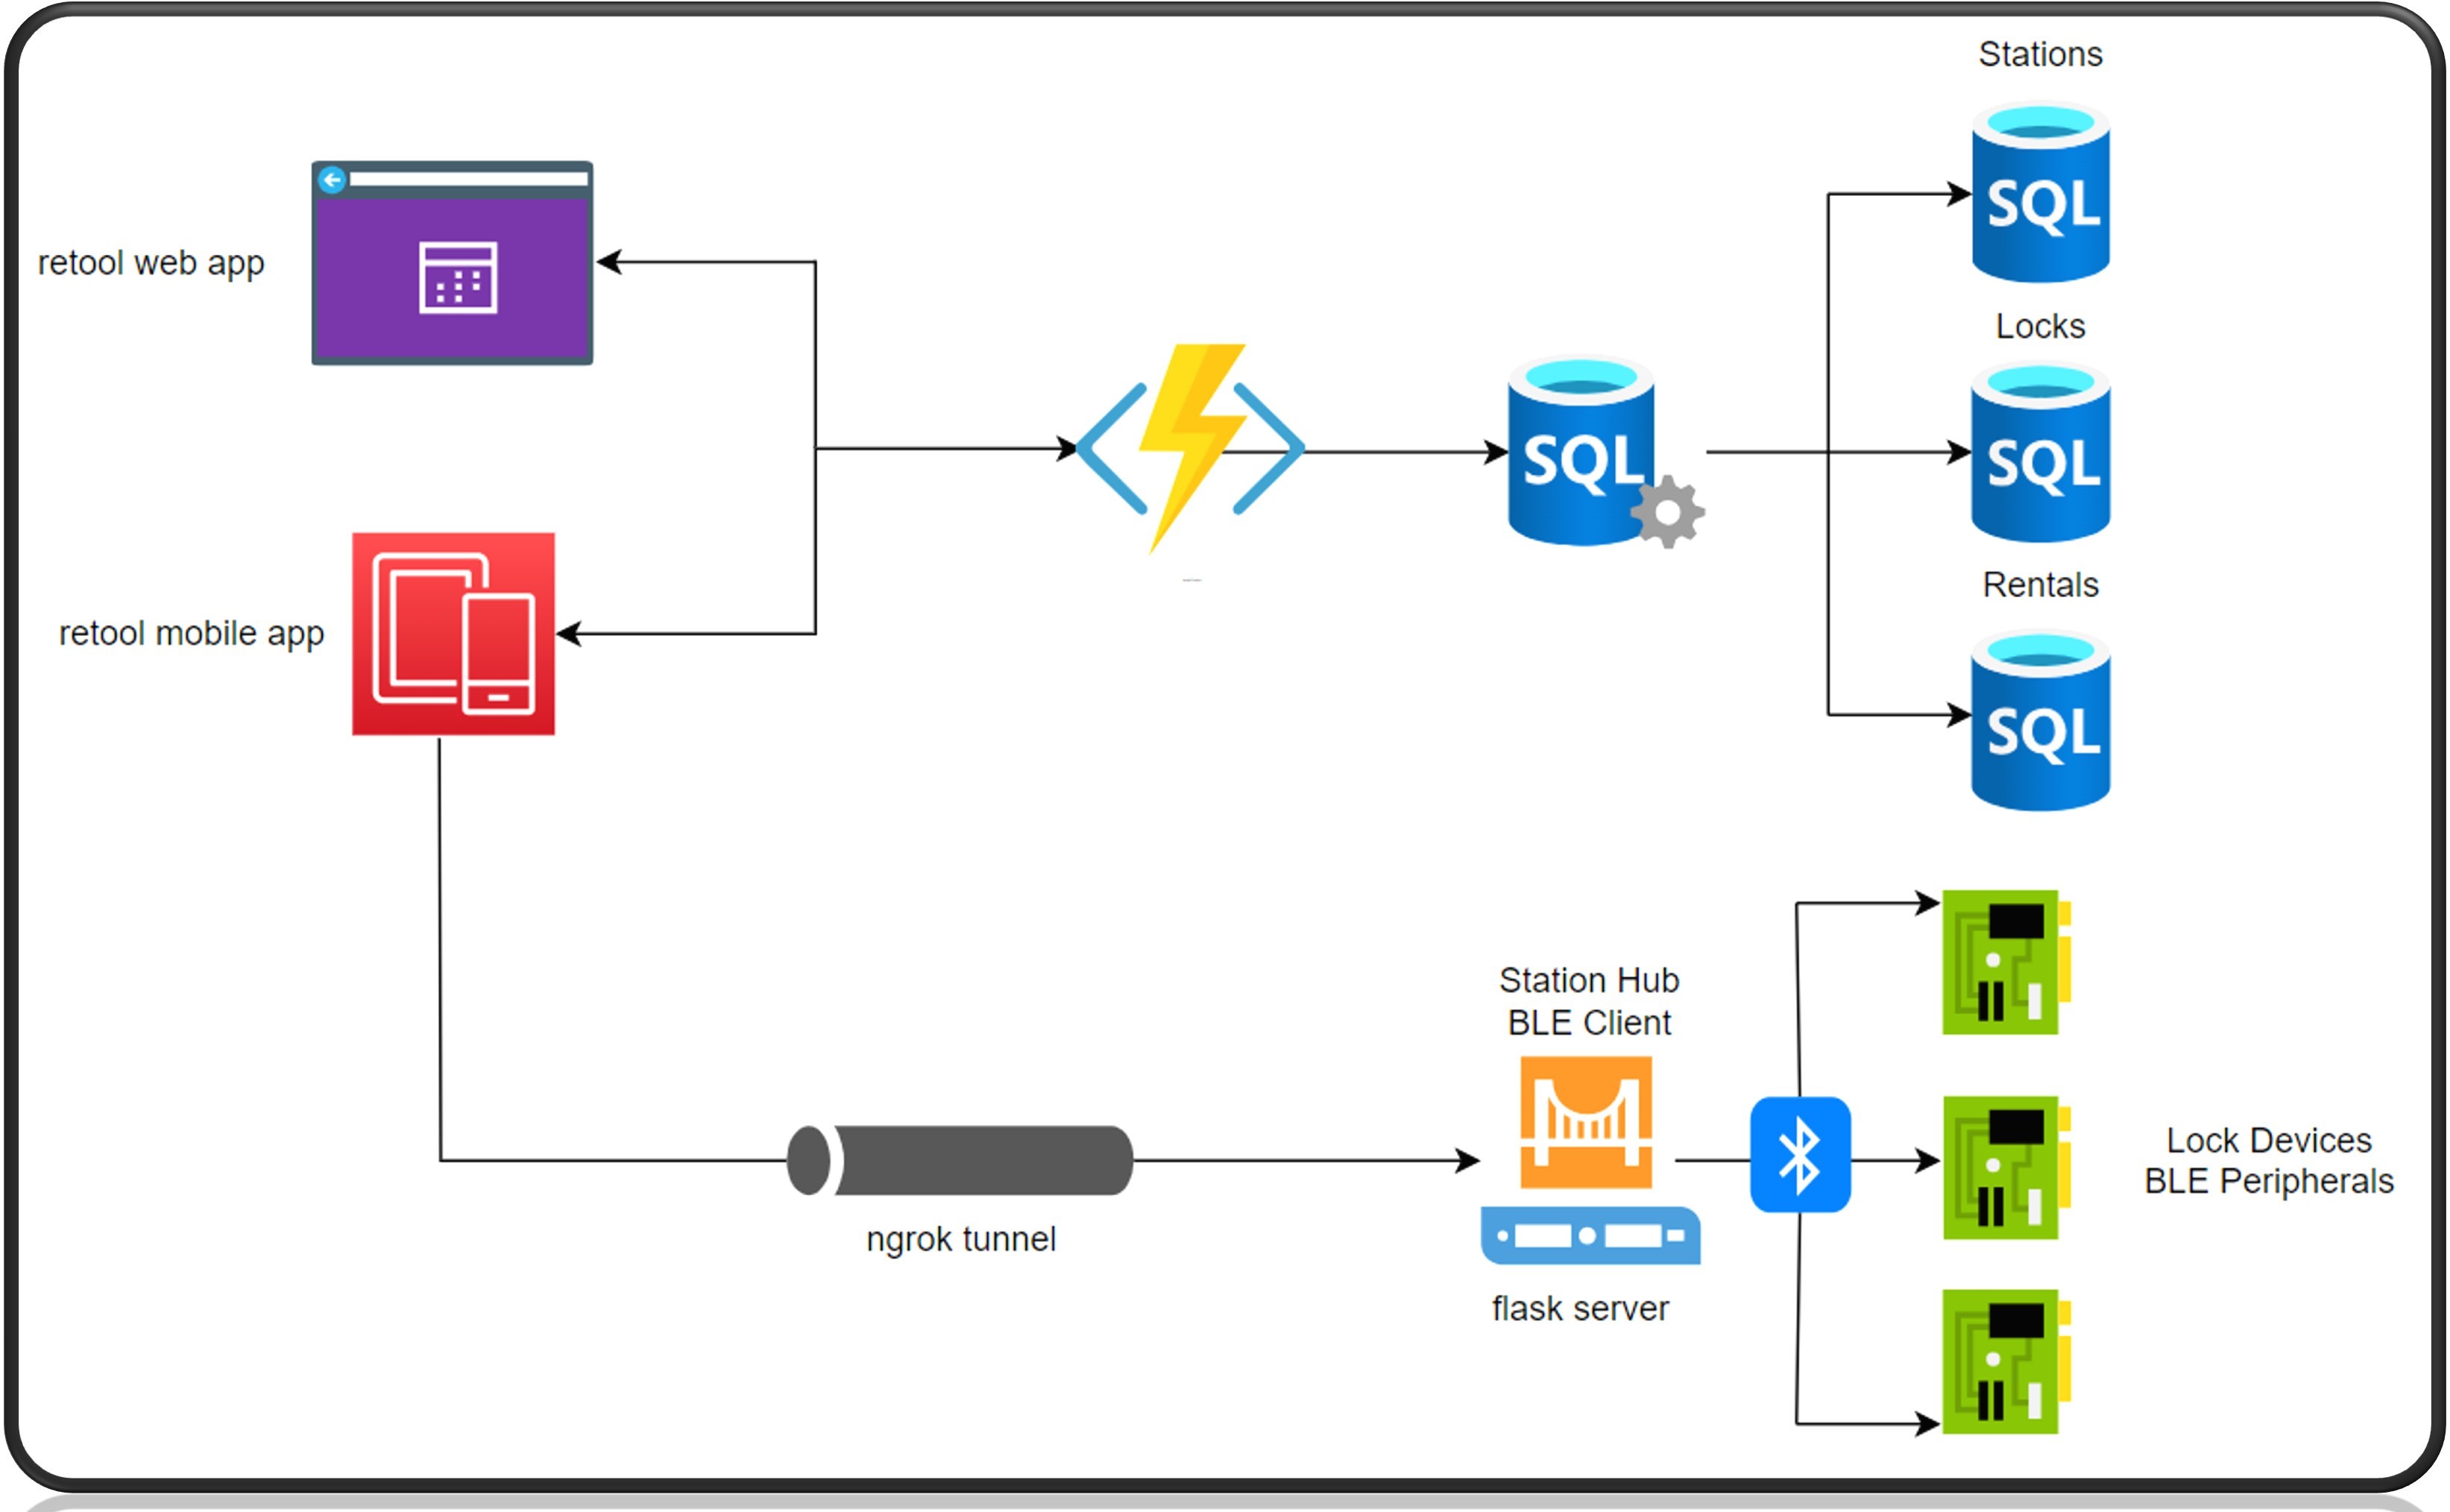 Stations
SQL
retool web app
Locks
SQL
SQL
Rentals
retool mobile app
SQL
Station Hub
BLE Client
Lock Devices
BLE Peripherals
ngrok tunnel
flask server